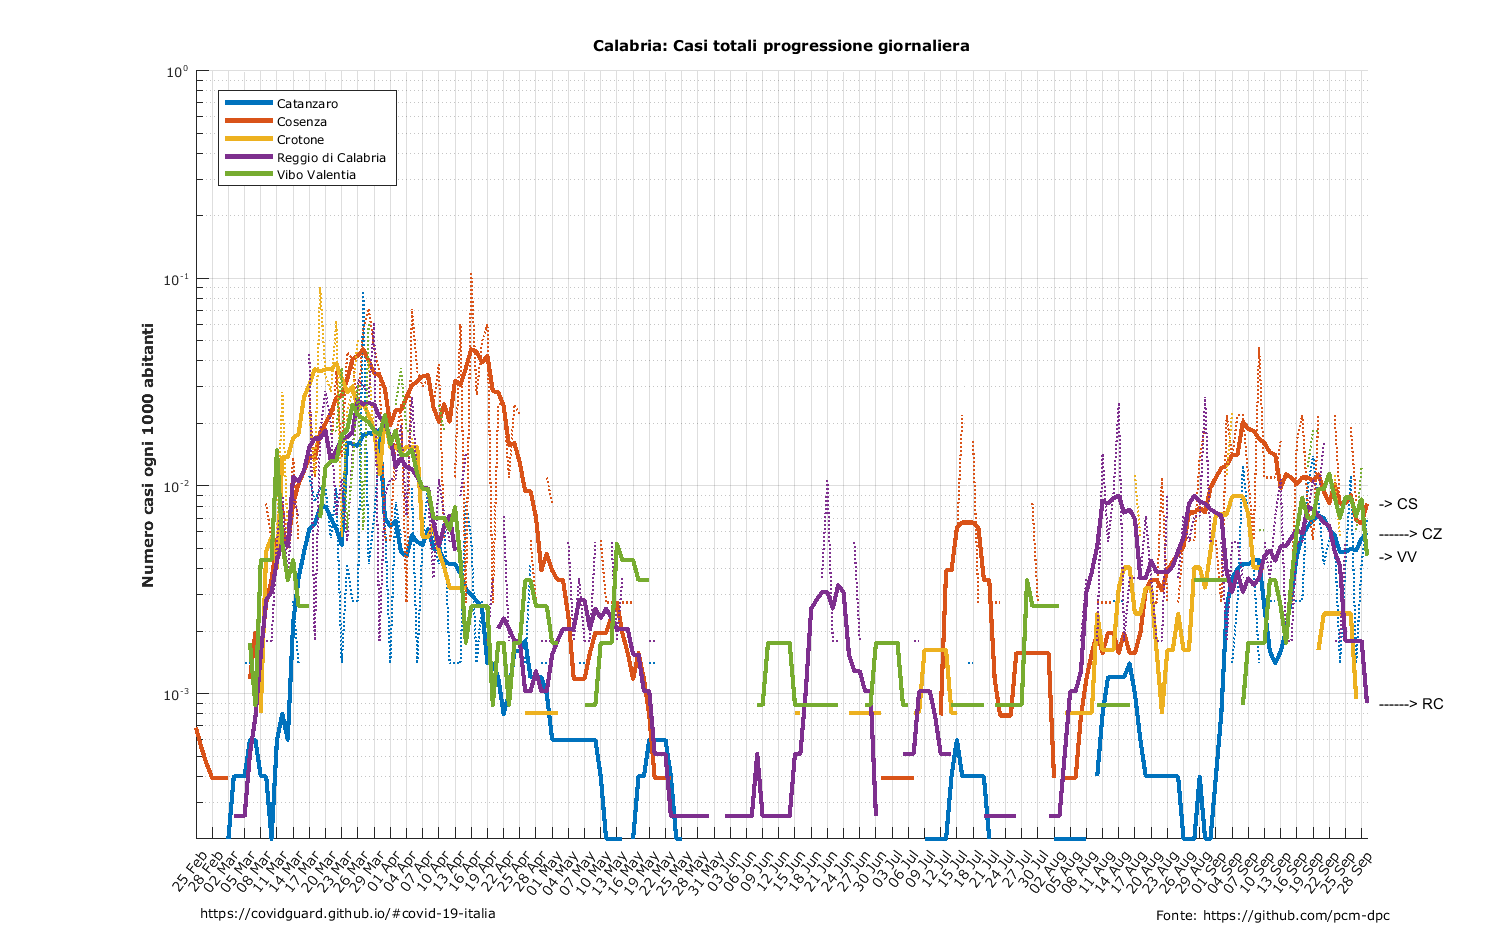 Calabria: Casi totali progressione giornaliera
Numero casi ogni 1000 abitanti
10^0
10^-1
10^-2
10^-3
Catanzaro
Cosenza
Crotone
Reggio di Calabria
Vibo Valentia
-> CS
------> CZ
-> VV
------> RC
25 Feb
28 Feb
02 Mar
05 Mar
08 Mar
11 Mar
14 Mar
17 Mar
20 Mar
23 Mar
26 Mar
29 Mar
01 Apr
04 Apr
07 Apr
10 Apr
13 Apr
16 Apr
19 Apr
22 Apr
25 Apr
28 Apr
01 May
04 May
07 May
10 May
13 May
16 May
19 May
22 May
25 May
28 May
31 May
03 Jun
06 Jun
09 Jun
12 Jun
15 Jun
18 Jun
21 Jun
24 Jun
27 Jun
30 Jun
03 Jul
06 Jul
09 Jul
12 Jul
15 Jul
18 Jul
21 Jul
24 Jul
27 Jul
30 Jul
02 Aug
05 Aug
08 Aug
11 Aug
14 Aug
17 Aug
20 Aug
23 Aug
26 Aug
29 Aug
01 Sep
04 Sep
07 Sep
10 Sep
13 Sep
16 Sep
19 Sep
22 Sep
25 Sep
28 Sep
https://covidguard.github.io/#covid-19-italia
Fonte: https://github.com/pcm-dpc